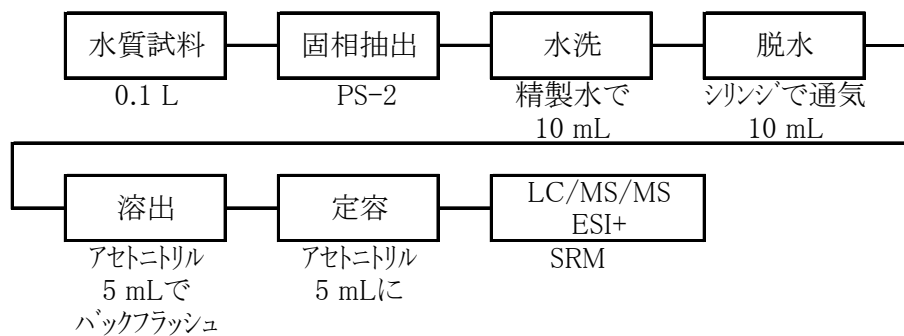 水質試料
固相抽出
水洗
脱水
0.1 L
PS-2
精製水で
10 mL
シリンジで通気
10 mL
溶出
定容
LC/MS/MS
ESI+
アセトニトリル
5 mLで
バックフラッシュ
アセトニトリル
5 mLに
SRM